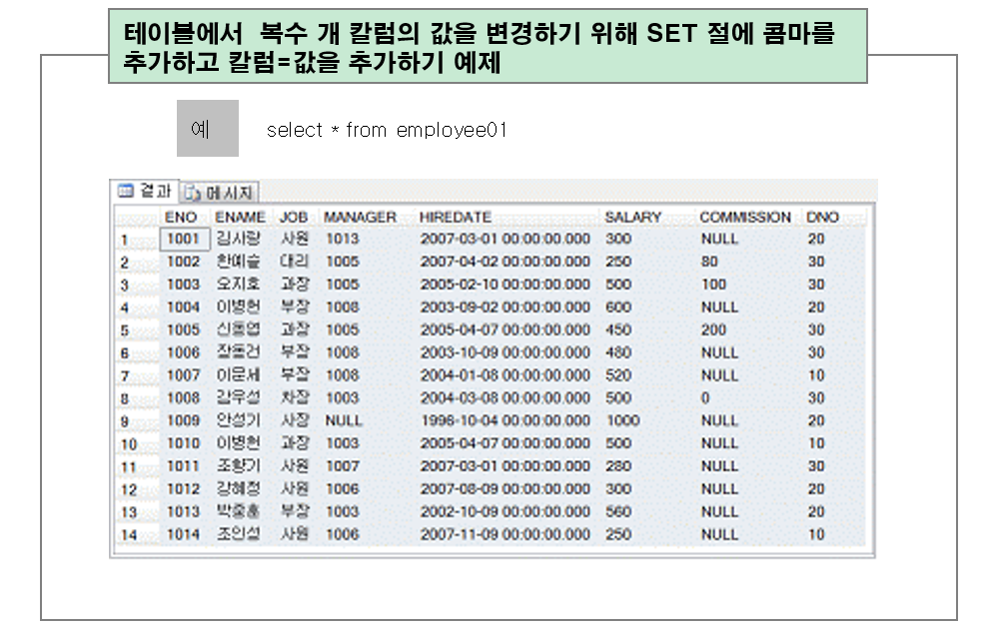 테이블에서 복수 개 칼럼의 값을 변경하기 위해 SET 절에 콤마를
추가하고 칼럼=값을 추가하기 예제
예 select * from employee01
결과 메시지
ENO ENAME JOB MANAGER HIREDATE SALARY COMMISSION DNO
1 1001 김사랑 사원 1013 2007-03-01 00:00:00.000 300 NULL 20
2 1002 한예슬 대리 1005 2007-04-02 00:00:00.000 250 80 30
3 1003 오지호 과장 1005 2005-02-10 00:00:00.000 500 100 30
4 1004 이병헌 부장 1008 2003-09-02 00:00:00.000 600 NULL 20
5 1005 신동엽 과장 1005 2005-04-07 00:00:00.000 450 200 30
6 1006 장동건 부장 1008 2003-10-09 00:00:00.000 480 NULL 30
7 1007 이문세 부장 1008 2004-01-08 00:00:00.000 520 NULL 10
8 1008 감우성 차장 1003 2004-03-08 00:00:00.000 500 0 30
9 1009 안성기 사장 NULL 1996-10-04 00:00:00.000 1000 NULL 20
10 1010 이병헌 과장 1003 2005-04-07 00:00:00.000 500 NULL 10
11 1011 조향기 사원 1007 2007-03-01 00:00:00.000 280 NULL 30
12 1012 강혜정 사원 1006 2007-08-09 00:00:00.000 300 NULL 20
13 1013 박중훈 부장 1003 2002-10-09 00:00:00.000 560 NULL 20
14 1014 조인성 사원 1006 2007-11-09 00:00:00.000 250 NULL 10